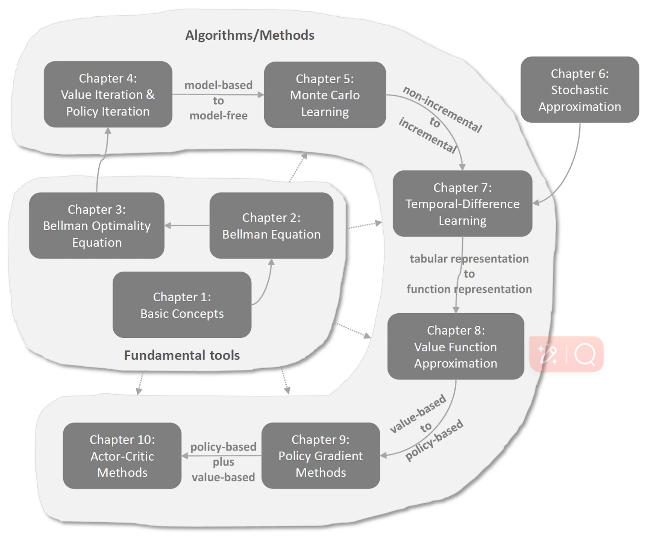 Algorithms/Methods
Chapter 4:
Value Iteration &
Policy Iteration
model-based
to
model-free
Chapter 5:
Monte Carlo
Learning
non-incremental
to
incremental
Chapter 6:
Stochastic
Approximation
Chapter 3:
Bellman Optimality
Equation
Chapter 2:
Bellman Equation
Chapter 7:
Temporal-Difference
Learning
Chapter 1:
Basic Concepts
Fundamental tools
tabular representation
to
function representation
Chapter 8:
Value Function
Approximation
value-based
to
policy-based
Chapter 10:
Actor-Critic
Methods
policy-based
plus
value-based
Chapter 9:
Policy Gradient
Methods